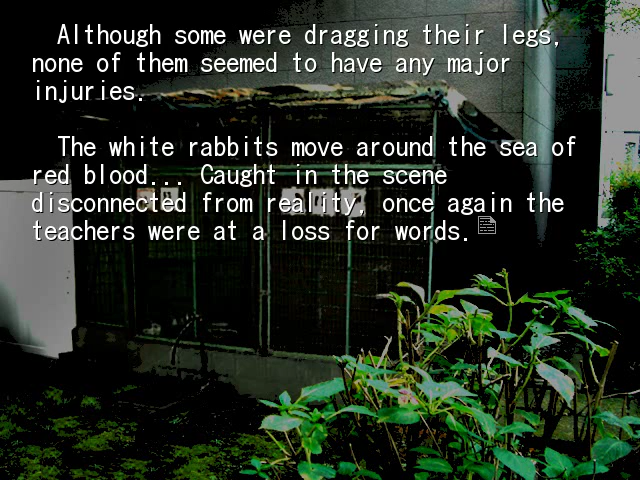 Although some were dragging their legs,
none of them seemed to have any major
injuries.
The white rabbits move around the sea of
red blood... Caught in the scene
disconnected from reality, once again the
teachers were at a loss for words.